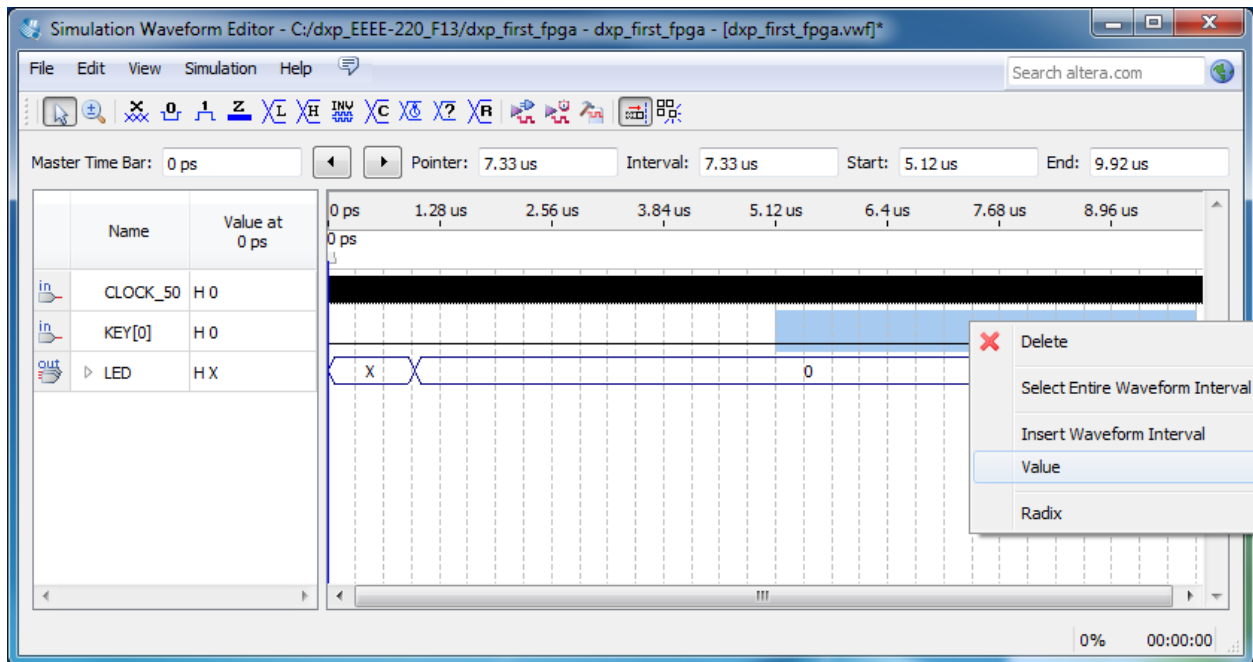 Simulation Waveform Editor - C:/dxp_EEEE-220_F13/dxp_first_fpga - dxp_first_fpga - [dxp_first_fpga.vwf]*
File Edit View Simulation Help Search altera.com
X 0 1 Z L H INV C ? R
Master Time Bar: 0 ps Pointer: 7.33 us Interval: 7.33 us Start: 5.12 us End: 9.92 us
Name Value at 0 ps
0 ps 1.28 us 2.56 us 3.84 us 5.12 us 6.4 us 7.68 us 8.96 us
0 ps
in CLOCK_50 H 0
in KEY[0] H 0
out LED H X X 0
Delete
Select Entire Waveform Interval
Insert Waveform Interval
Value
Radix
0% 00:00:00